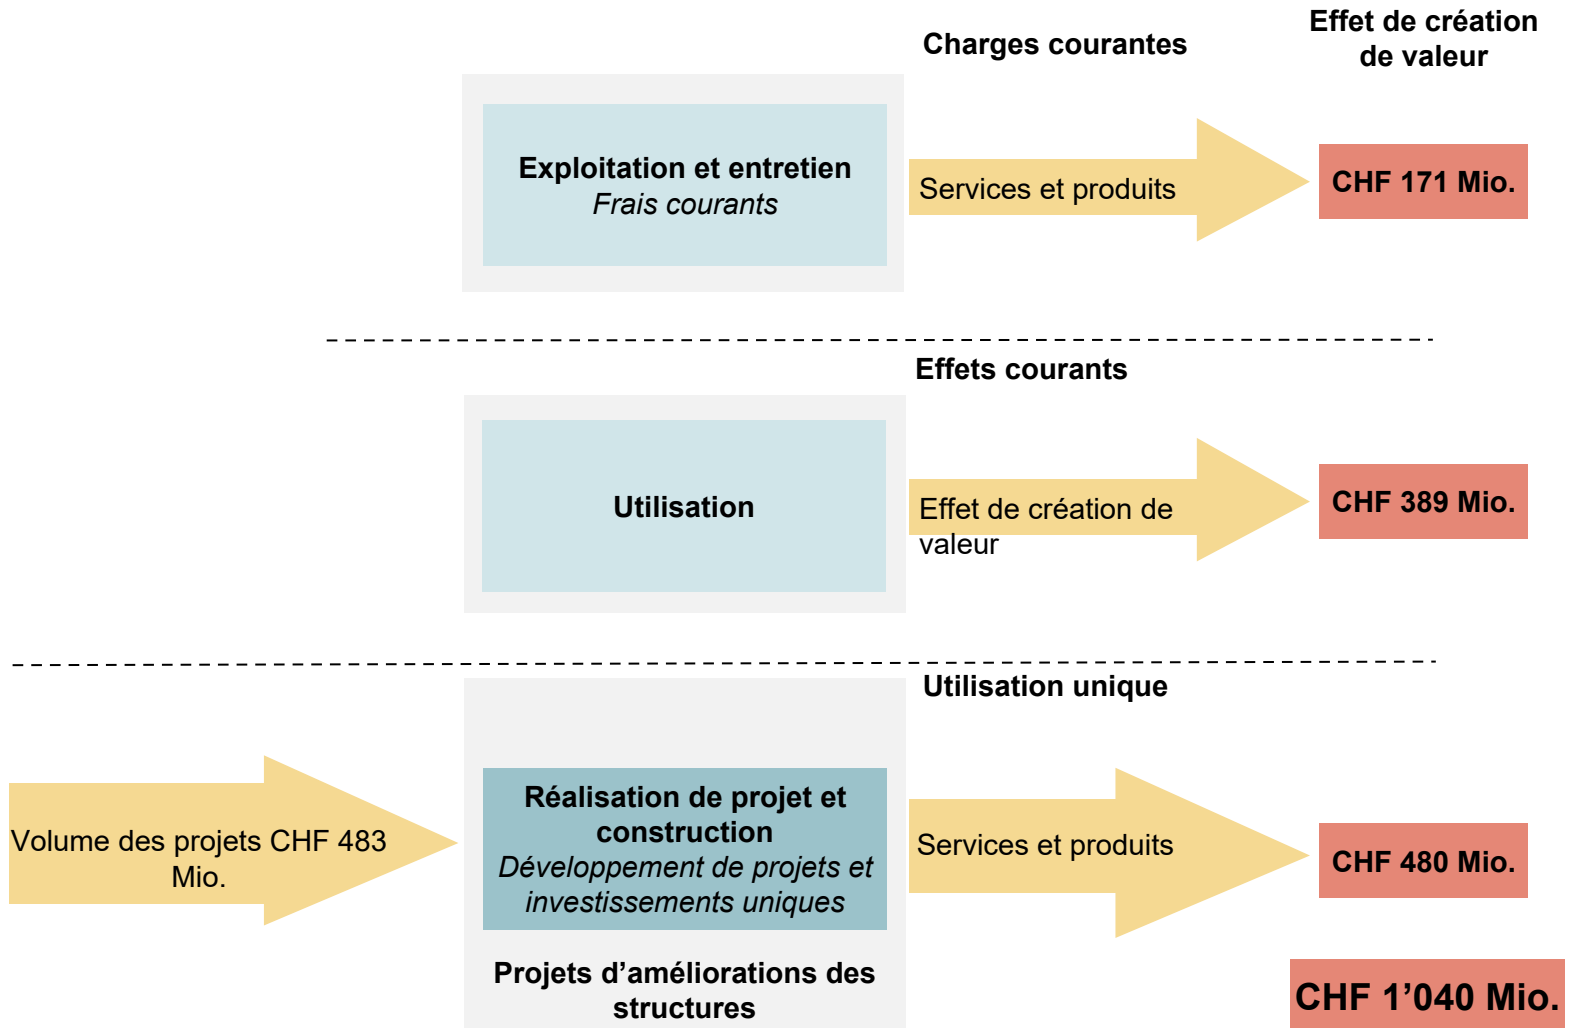 Charges courantes
Effet de création
de valeur
Exploitation et entretien
Frais courants
Services et produits
CHF 171 Mio.
Effets courants
Utilisation
Effet de création de
valeur
CHF 389 Mio.
Utilisation unique
Volume des projets CHF 483
Mio.
Réalisation de projet et
construction
Développement de projets et
investissements uniques
Services et produits
CHF 480 Mio.
Projets d’améliorations des
structures
CHF 1’040 Mio.